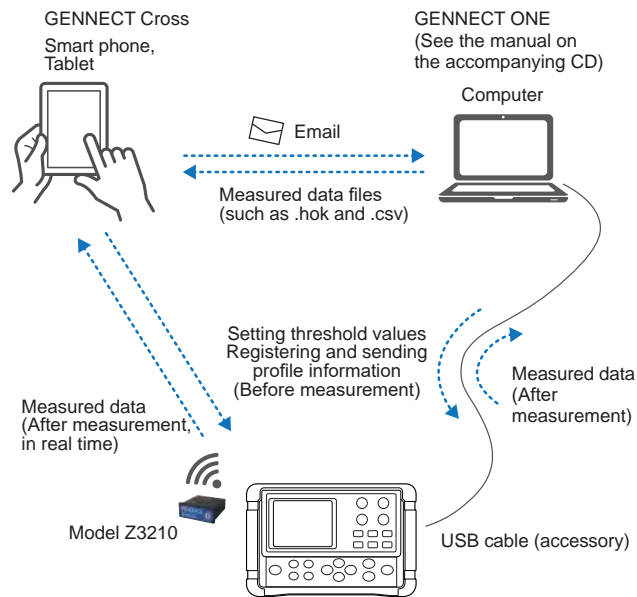 GENNECT Cross
Smart phone,
Tablet
GENNECT ONE
(See the manual on
the accompanying CD)
Computer
Email
Measured data files
(such as .hok and .csv)
Setting threshold values
Registering and sending
profile information
(Before measurement)
Measured data
(After
measurement)
Measured data
(After measurement,
in real time)
Model Z3210
USB cable (accessory)